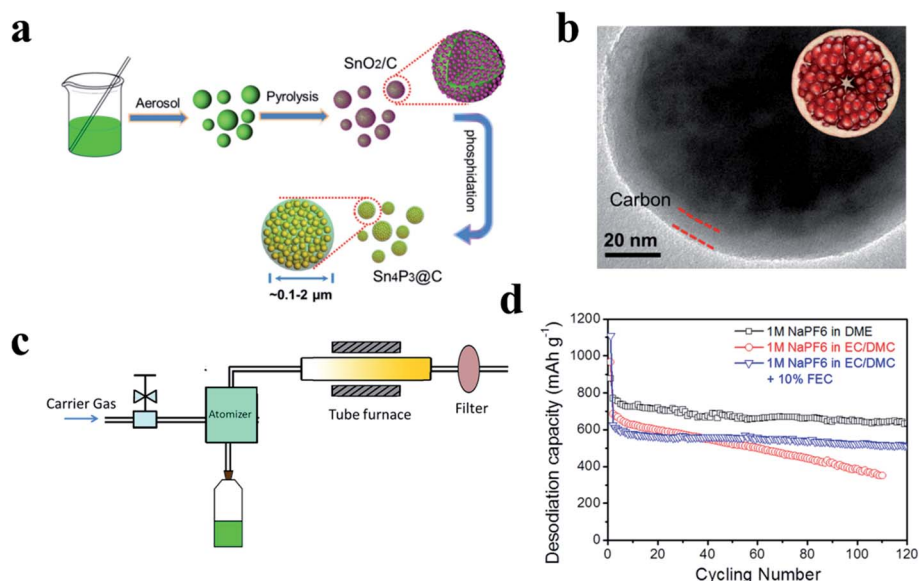 a
SnO2/C
Aerosol
Pyrolysis
phosphidation
Sn4P3@C
~0.1-2 μm
b
Carbon
20 nm
c
Carrier Gas
Atomizer
Tube furnace
Filter
d
1M NaPF6 in DME
1M NaPF6 in EC/DMC
1M NaPF6 in EC/DMC
+ 10% FEC
Desodiation capacity (mAh g-1)
1200
1000
800
600
400
200
0
0 20 40 60 80 100 120
Cycling Number